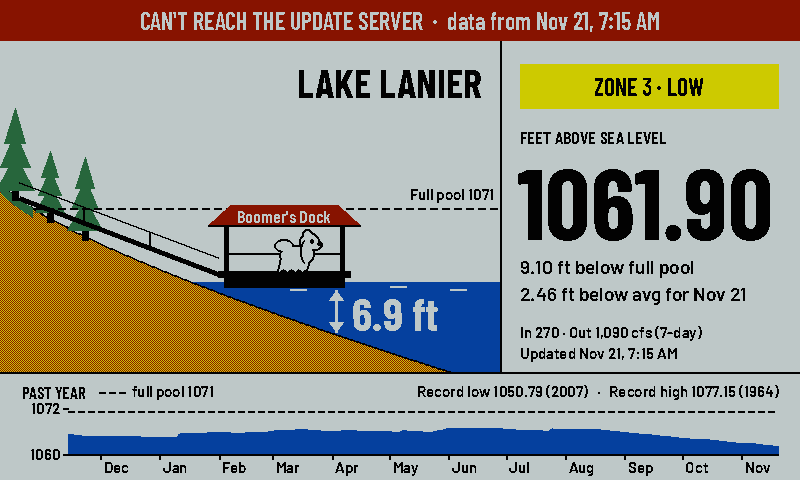 CAN'T REACH THE UPDATE SERVER · data from Nov 21, 7:15 AM
LAKE LANIER
Full pool 1071
Boomer's Dock
6.9 ft
ZONE 3 · LOW
FEET ABOVE SEA LEVEL
1061.90
9.10 ft below full pool
2.46 ft below avg for Nov 21
In 270 · Out 1,090 cfs (7-day)
Updated Nov 21, 7:15 AM
PAST YEAR --- full pool 1071
Record low 1050.79 (2007) · Record high 1077.15 (1964)
1072
1060
Dec Jan Feb Mar Apr May Jun Jul Aug Sep Oct Nov